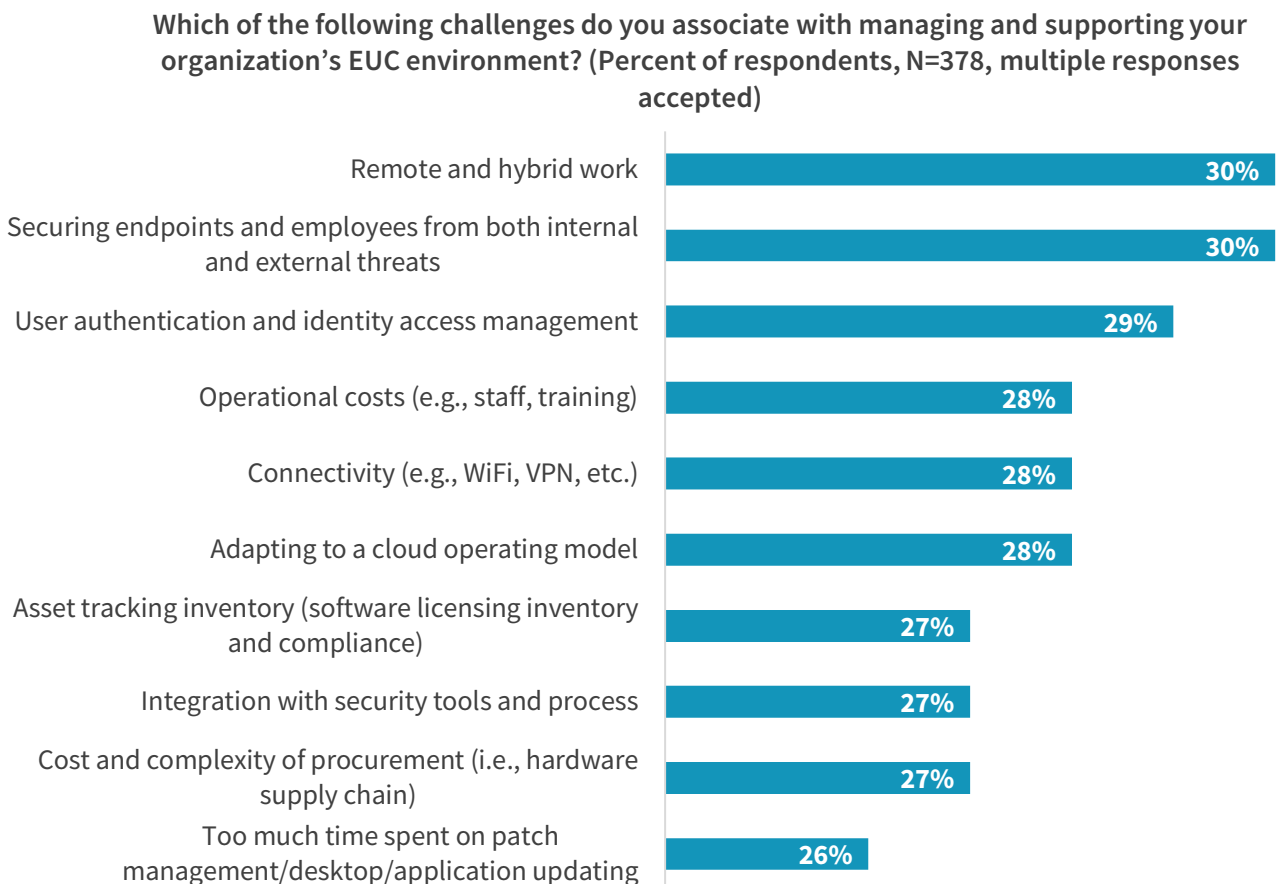 Which of the following challenges do you associate with managing and supporting your
organization’s EUC environment? (Percent of respondents, N=378, multiple responses
accepted)
Remote and hybrid work
30%
Securing endpoints and employees from both internal
and external threats
30%
User authentication and identity access management
29%
Operational costs (e.g., staff, training)
28%
Connectivity (e.g., WiFi, VPN, etc.)
28%
Adapting to a cloud operating model
28%
Asset tracking inventory (software licensing inventory
and compliance)
27%
Integration with security tools and process
27%
Cost and complexity of procurement (i.e., hardware
supply chain)
27%
Too much time spent on patch
management/desktop/application updating
26%